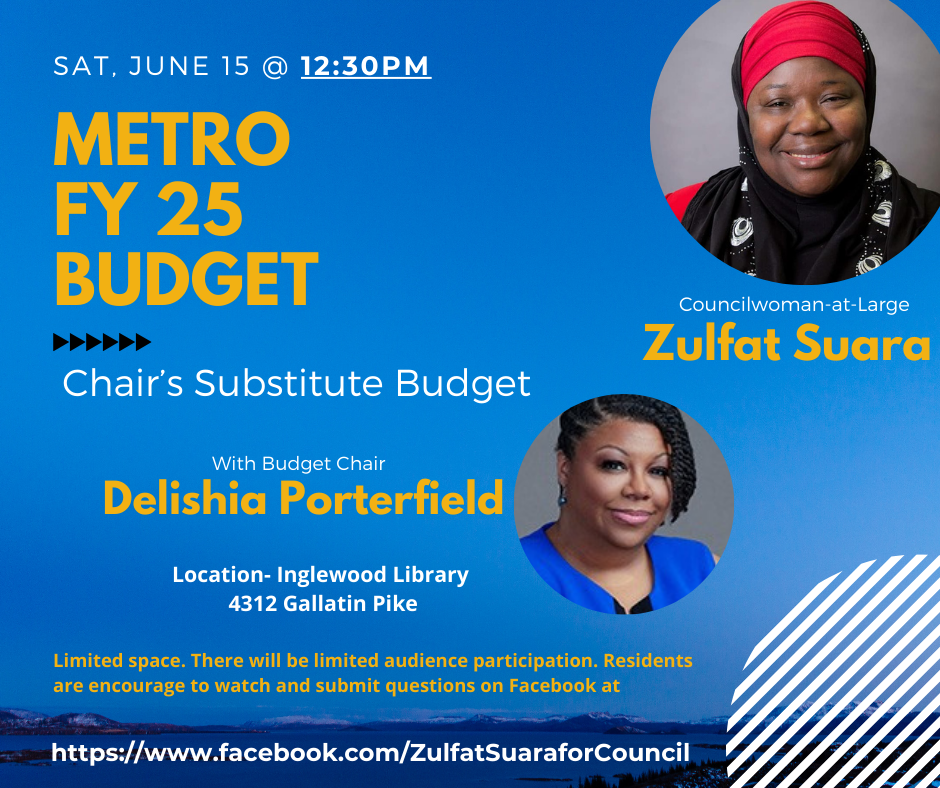 SAT, JUNE 15 @ 12:30PM
METRO
FY 25
BUDGET
Councilwoman-at-Large
Zulfat Suara
Chair's Substitute Budget
With Budget Chair
Delishia Porterfield
Location- Inglewood Library
4312 Gallatin Pike
Limited space. There will be limited audience participation. Residents
are encourage to watch and submit questions on Facebook at
https://www.facebook.com/ZulfatSuaraforCouncil